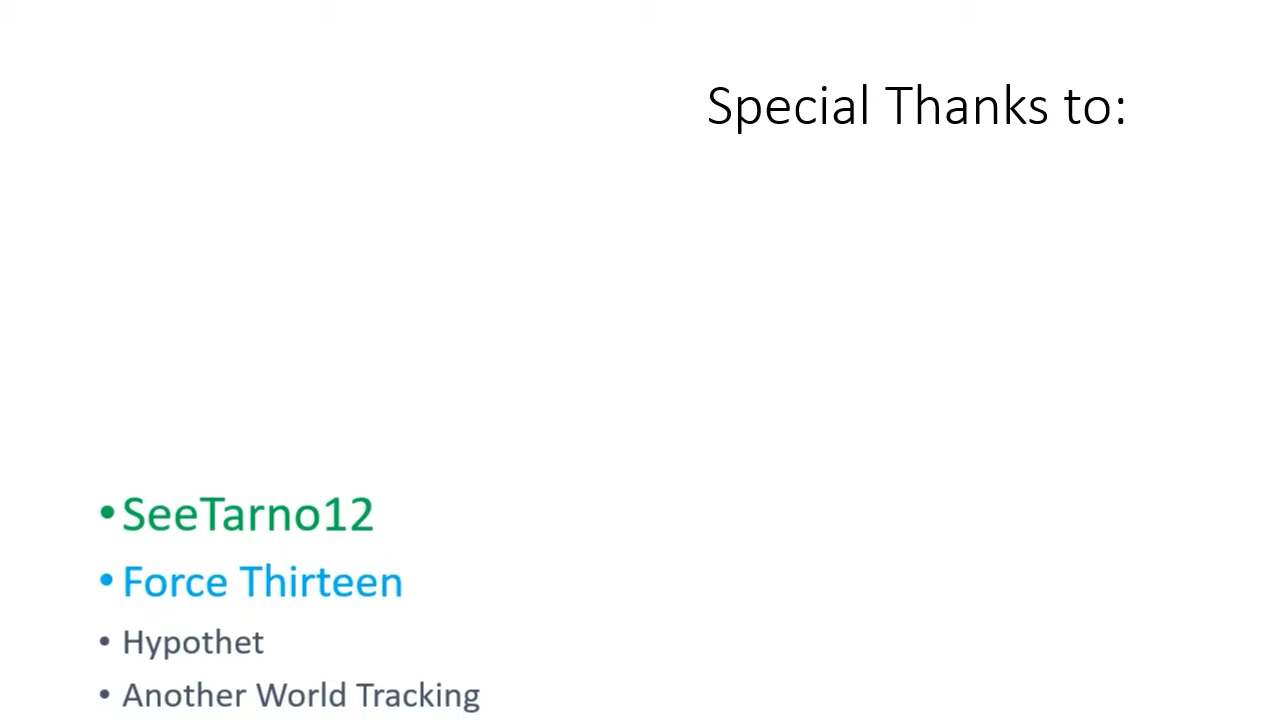 Special Thanks to:
•SeeTarno12
• Force Thirteen
• Hypothet
• Another World Tracking